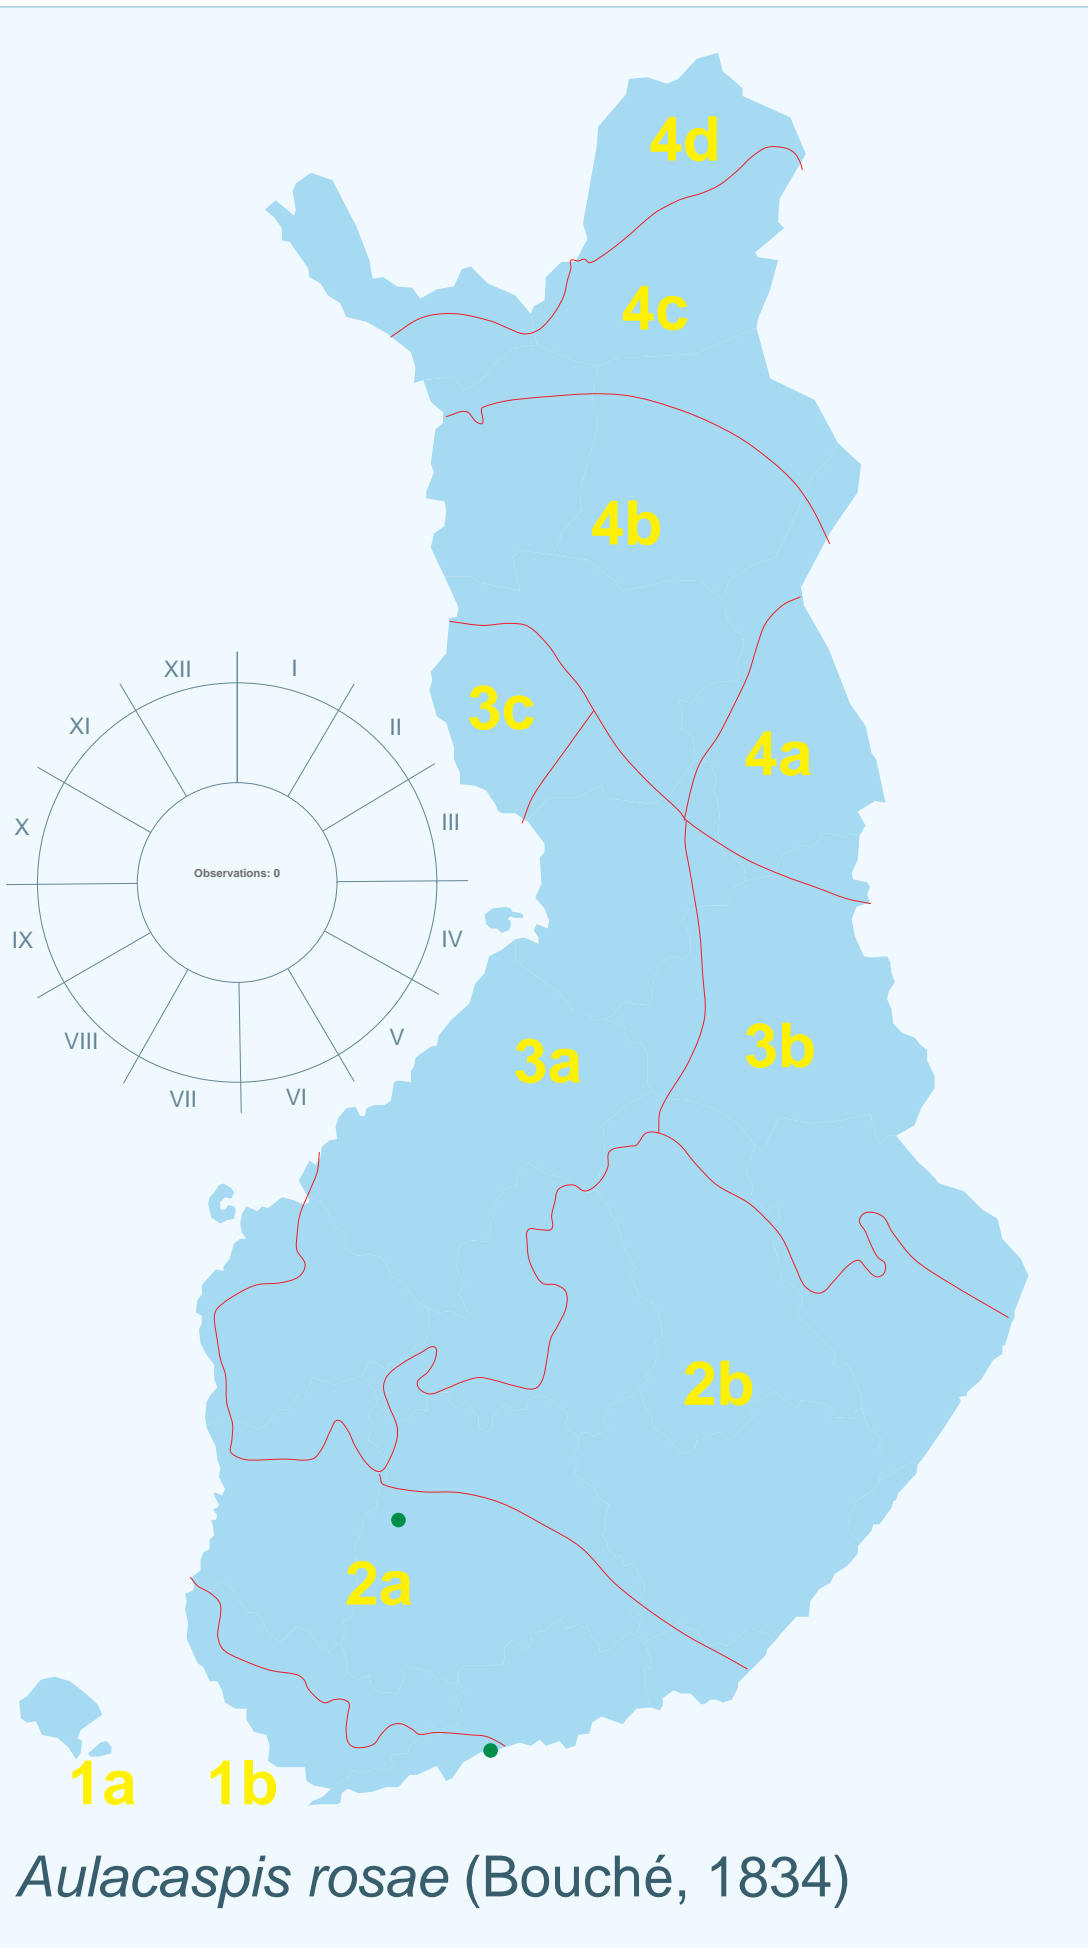 4d
4c
4b
3c
4a
XII
I
XI
II
X
III
Observations: 0
IX
IV
VIII
V
VII
VI
3a
3b
2b
2a
1a
1b
Aulacaspis rosae (Bouché, 1834)